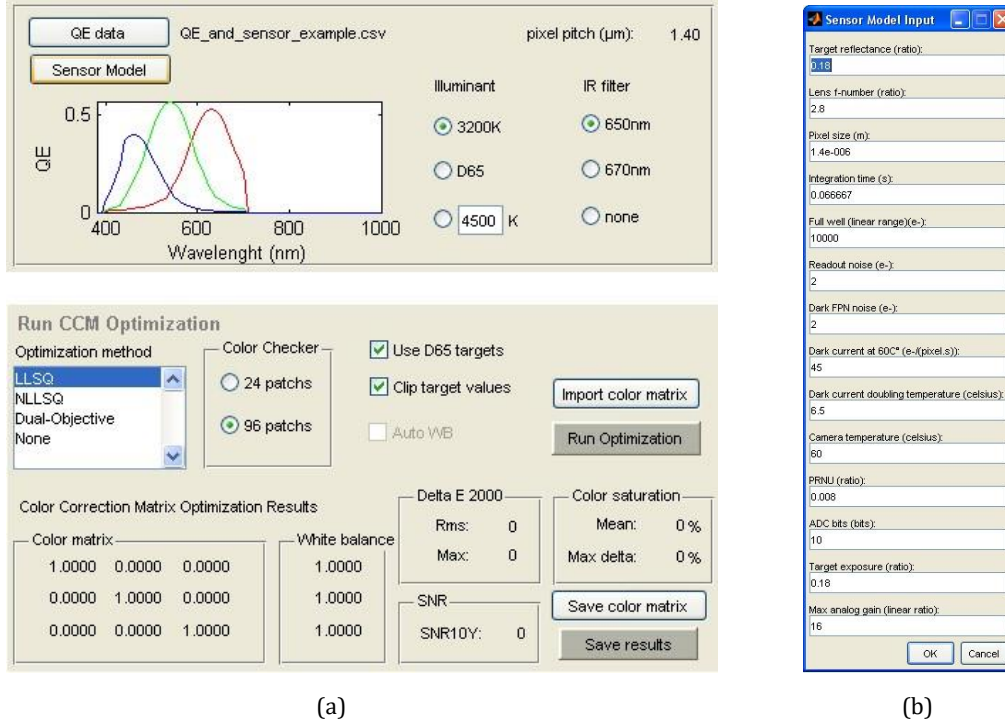 QE data QE_and_sensor_example.csv pixel pitch (µm): 1.40
Sensor Model
Illuminant IR filter
0.5
QE
0
400 600 800 1000
Wavelenght (nm)
3200K 650nm
D65 670nm
4500 K none
Run CCM Optimization
Optimization method
LLSQ
NLLSQ
Dual-Objective
None
Color Checker
24 patchs
96 patchs
Use D65 targets
Clip target values
Auto WB
Import color matrix
Run Optimization
Color Correction Matrix Optimization Results
Color matrix
1.0000 0.0000 0.0000
0.0000 1.0000 0.0000
0.0000 0.0000 1.0000
White balance
1.0000
1.0000
1.0000
Delta E 2000
Rms: 0
Max: 0
Color saturation
Mean: 0 %
Max delta: 0 %
SNR
SNR10Y: 0
Save color matrix
Save results
(a)
Sensor Model Input
Target reflectance (ratio):
0.18
Lens f-number (ratio):
2.8
Pixel size (m):
1.4e-006
Integration time (s):
0.066667
Full well (linear range)(e-):
10000
Readout noise (e-):
2
Dark FPN noise (e-):
2
Dark current at 60C° (e-/(pixel.s)):
45
Dark current doubling temperature (celsius):
6.5
Camera temperature (celsius):
60
PRNU (ratio):
0.008
ADC bits (bits):
10
Target exposure (ratio):
0.18
Max analog gain (linear ratio):
16
OK Cancel
(b)